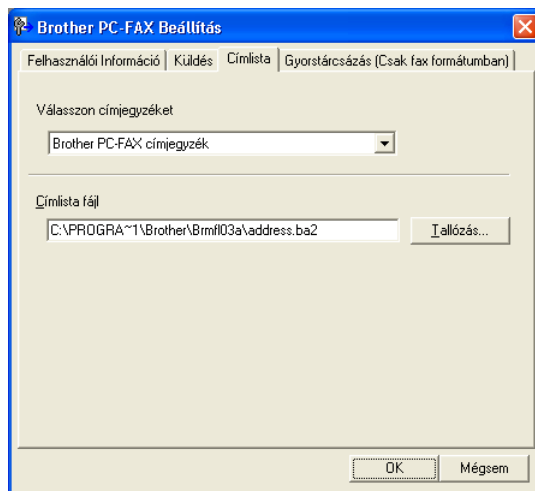 Brother PC-FAX Beállítás
Felhasználói Információ Küldés Címlista Gyorstárcsázás (Csak fax formátumban)
Válasszon címjegyzéket
Brother PC-FAX címjegyzék
Címlista fájl
C:\PROGRA~1\Brother\Brmfl03a\address.ba2 Tallózás...
OK Mégsem